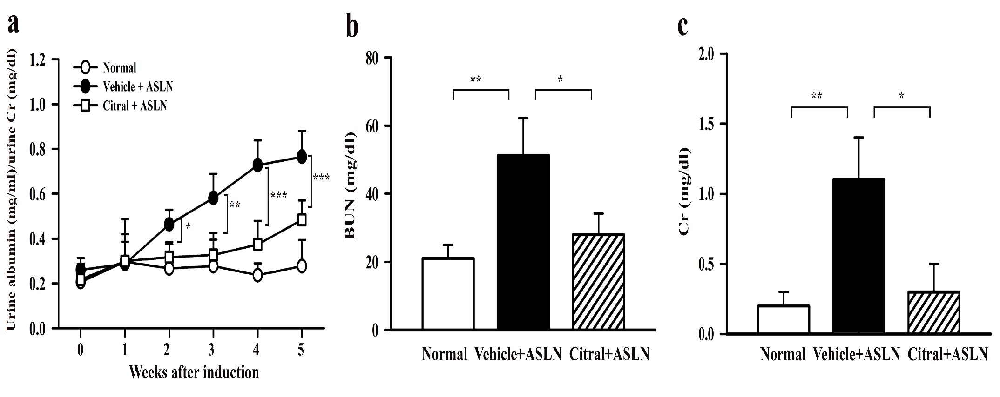 a
Urine albumin (mg/ml)/urine Cr (mg/dl)
1.2
1.0
0.8
0.6
0.4
0.2
0.0
Normal
Vehicle + ASLN
Citral + ASLN
*
**
***
***
0
1
2
3
4
5
Weeks after induction
b
BUN (mg/dl)
80
60
40
20
0
**
*
Normal
Vehicle+ASLN
Citral+ASLN
c
Cr (mg/dl)
2.0
1.5
1.0
0.5
0.0
**
*
Normal
Vehicle+ASLN
Citral+ASLN